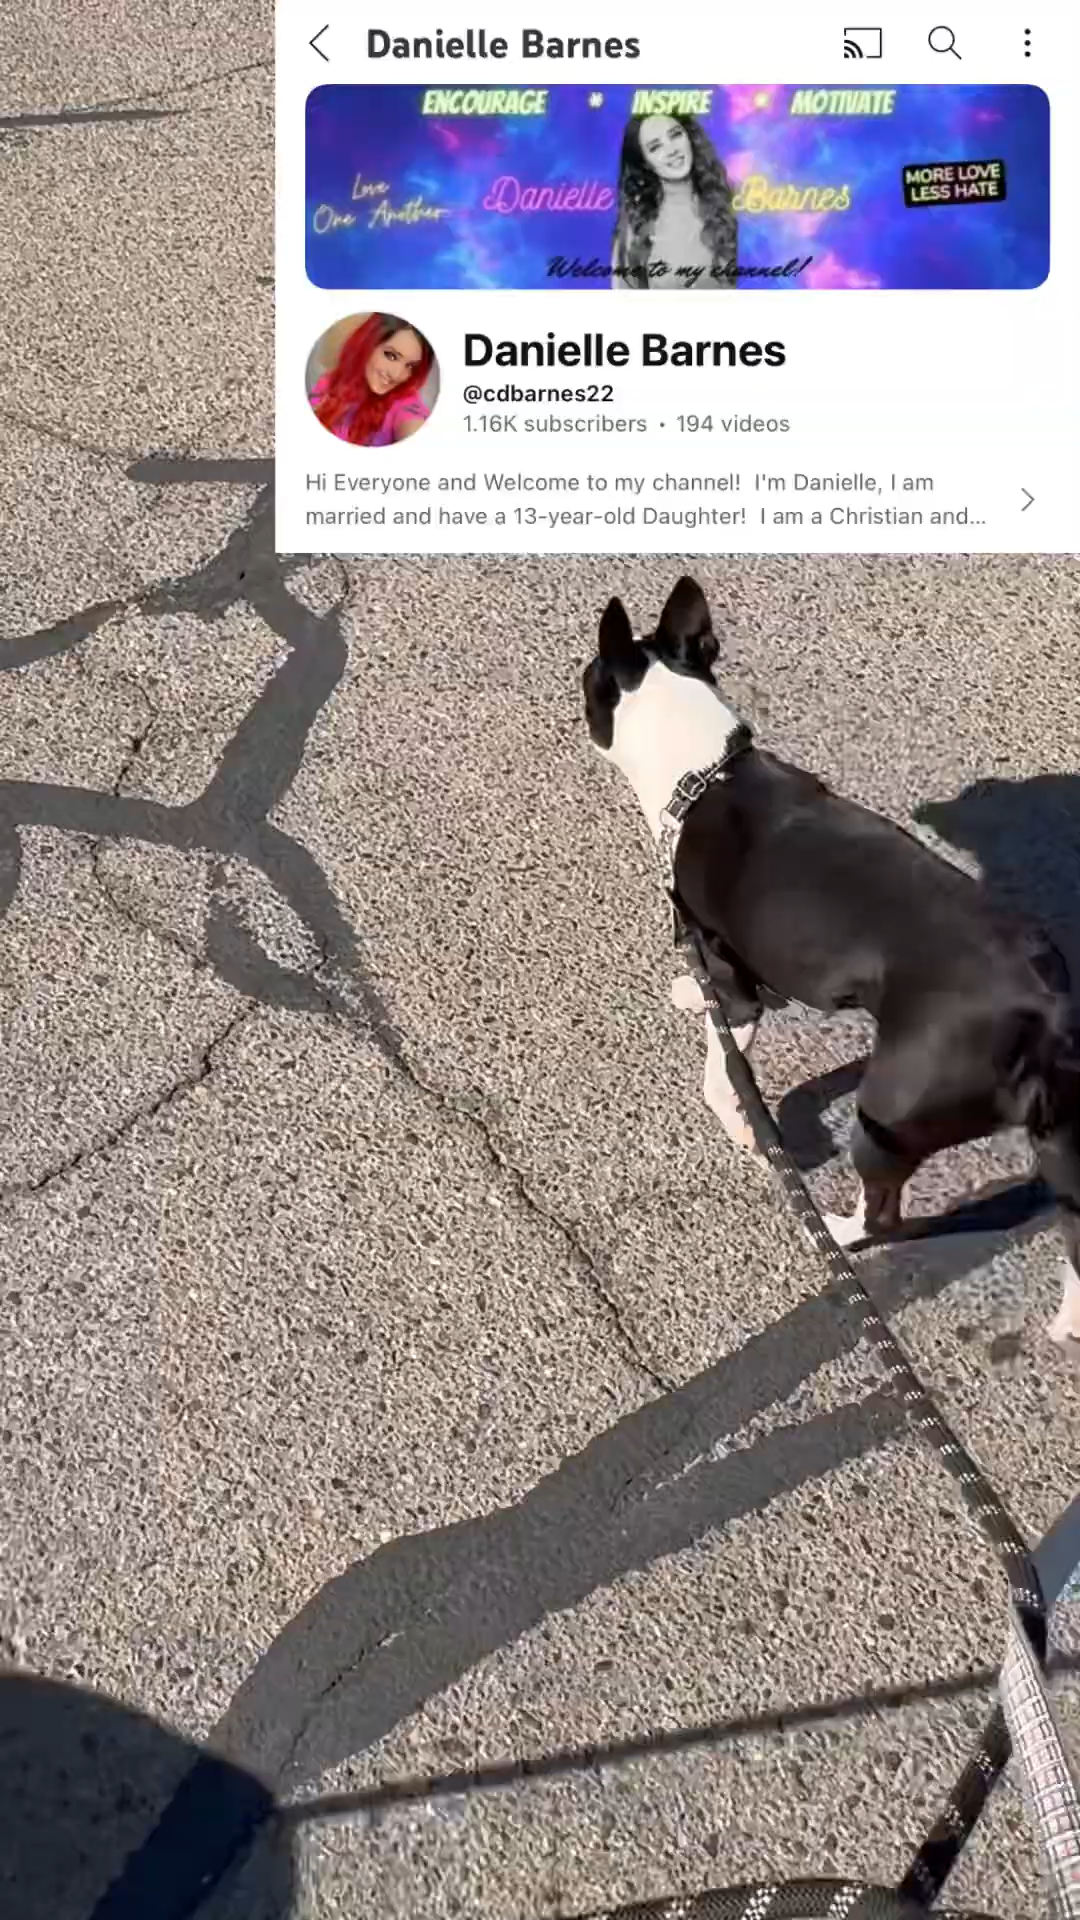 Danielle Barnes
ENCOURAGE * INSPIRE * MOTIVATE
Love
One Another
Danielle Barnes
MORE LOVE
LESS HATE
Welcome to my channel!
Danielle Barnes
@cdbarnes22
1.16K subscribers • 194 videos
Hi Everyone and Welcome to my channel! I'm Danielle, I am
married and have a 13-year-old Daughter! I am a Christian and...